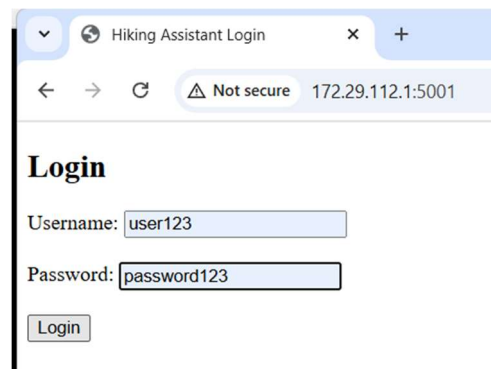 Hiking Assistant Login
Not secure 172.29.112.1:5001
Login
Username: user123
Password: password123
Login